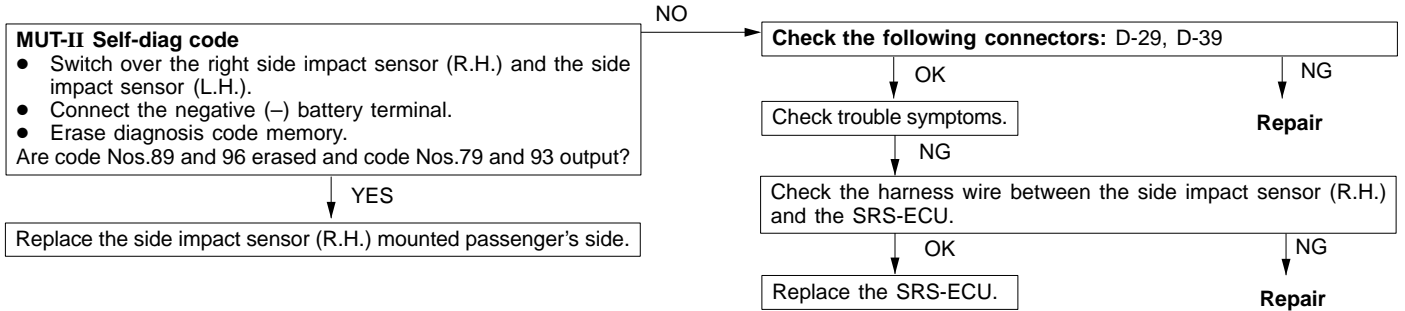 MUT-II Self-diag code
● Switch over the right side impact sensor (R.H.) and the side
impact sensor (L.H.).
● Connect the negative (–) battery terminal.
● Erase diagnosis code memory.
Are code Nos.89 and 96 erased and code Nos.79 and 93 output?
YES
Replace the side impact sensor (R.H.) mounted passenger's side.
NO
Check the following connectors: D-29, D-39
OK
NG
Check trouble symptoms.
Repair
NG
Check the harness wire between the side impact sensor (R.H.)
and the SRS-ECU.
OK
NG
Replace the SRS-ECU.
Repair